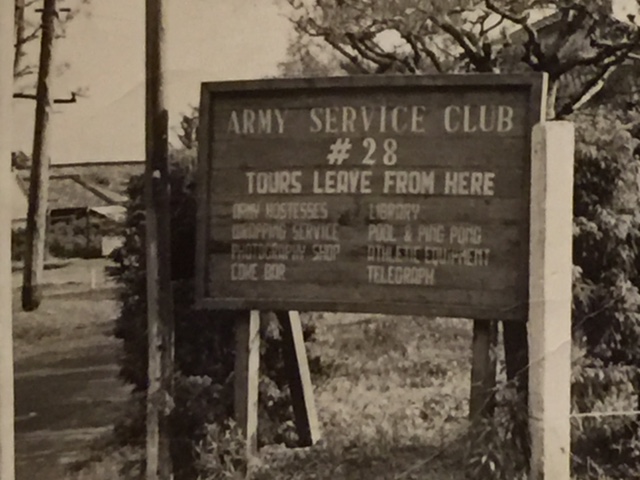 ARMY SERVICE CLUB
#28
TOURS LEAVE FROM HERE
ARMY HOSTESSES LIBRARY
WRAPPING SERVICE POOL & PING PONG
PHOTOGRAPHY SHOP ATHLETIC EQUIPMENT
COKE BAR TELEGRAPH